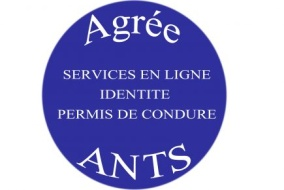 Agrée
SERVICES EN LIGNE
IDENTITE
PERMIS DE CONDURE
ANTS